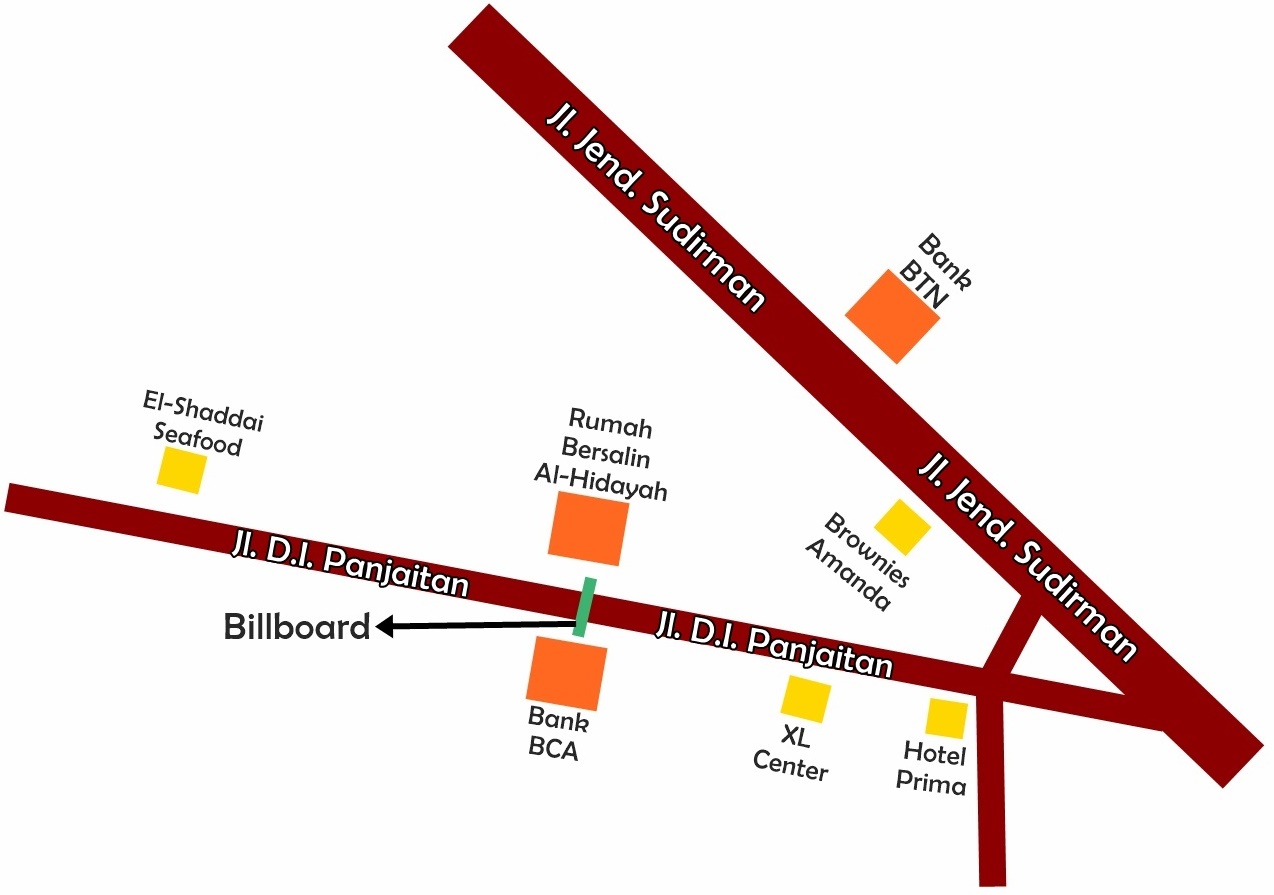 Jl. Jend. Sudirman
Bank
BTN
El-Shaddai
Seafood
Rumah
Bersalin
Al-Hidayah
Jl. Jend. Sudirman
Brownies
Amanda
Jl. D.I. Panjaitan
Billboard
Jl. D.I. Panjaitan
Bank
BCA
XL
Center
Hotel
Prima